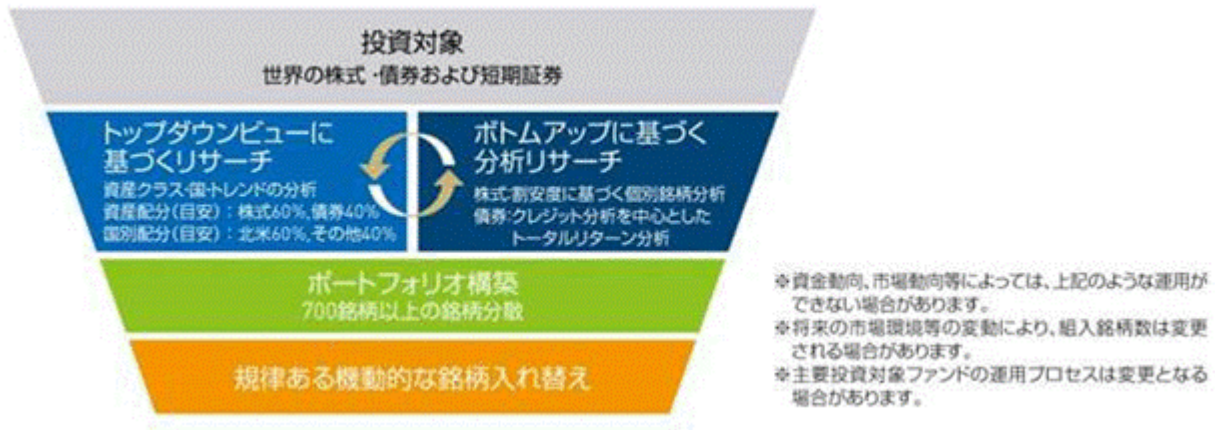 投資対象
世界の株式・債券および短期証券
トップダウンビューに
基づくリサーチ
資産クラス・国・トレンドの分析
資産配分(目安)：株式60%,債券40%
国別配分(目安)：北米60%,その他40%
ボトムアップに基づく
分析リサーチ
株式:割安度に基づく個別銘柄分析
債券:クレジット分析を中心とした
トータルリターン分析
ポートフォリオ構築
700銘柄以上の銘柄分散
規律ある機動的な銘柄入れ替え
※資金動向、市場動向等によっては、上記のような運用が
できない場合があります。
※将来の市場環境等の変動により、組入銘柄数は変更
される場合があります。
※主要投資対象ファンドの運用プロセスは変更となる
場合があります。